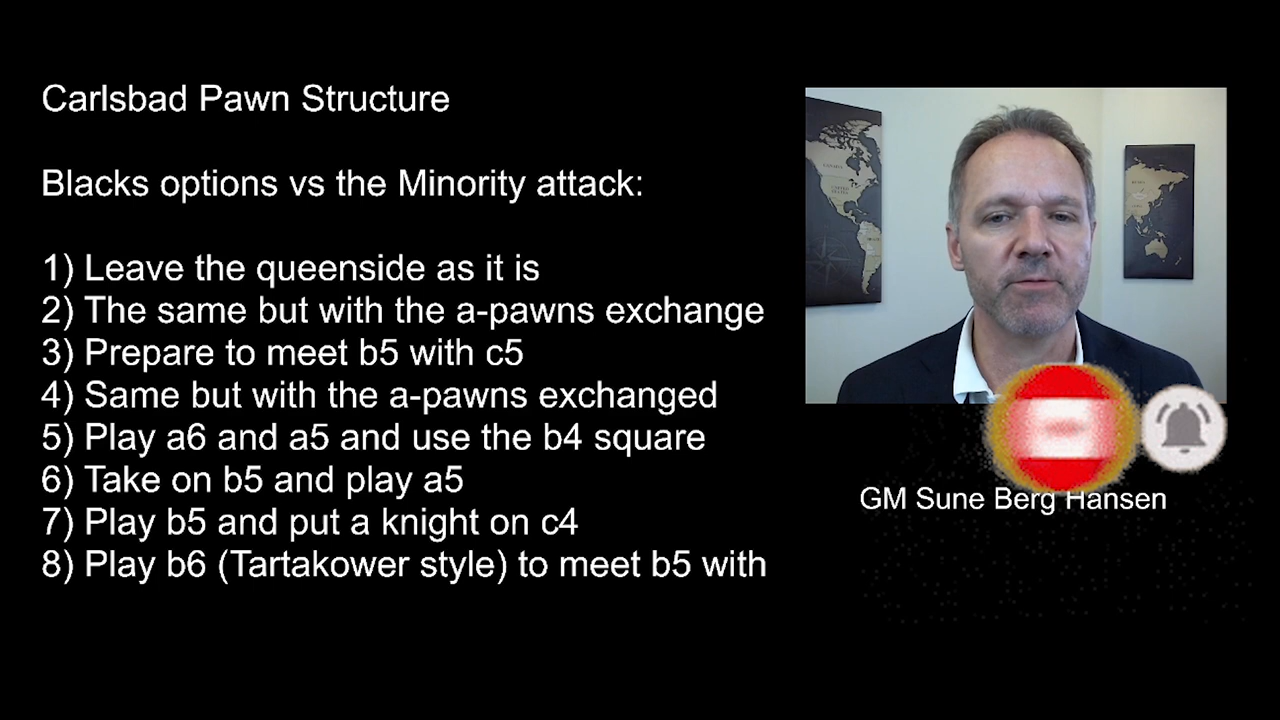 Carlsbad Pawn Structure
Blacks options vs the Minority attack:
1) Leave the queenside as it is
2) The same but with the a-pawns exchange
3) Prepare to meet b5 with c5
4) Same but with the a-pawns exchanged
5) Play a6 and a5 and use the b4 square
6) Take on b5 and play a5
7) Play b5 and put a knight on c4
8) Play b6 (Tartakower style) to meet b5 with
GM Sune Berg Hansen